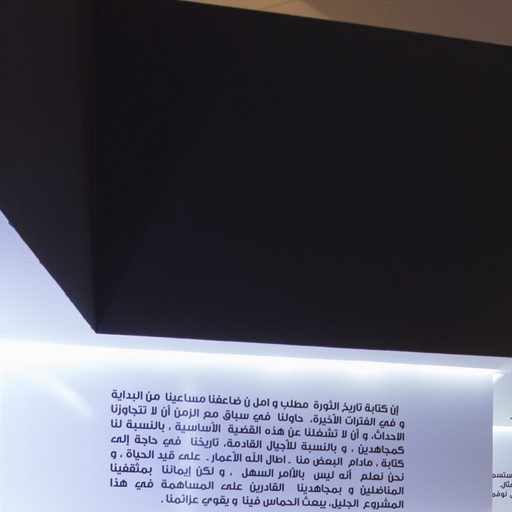 إن كتابة تاريخ الثورة مطلب و امل ن ضاعفنا مساعينا من البداية
و في الفترات الأخيرة، حاولنا في سباق مع الزمن أن لا تتجاوزنا
الاحداث، و أن لا تشغلنا عن هذه القضية الأساسية ، بالنسبة لنا
كمجاهدين ، و بالنسبة للأجيال القادمة. تاريخنا في حاجة إلى
كتابة ، مادام البعض منا . اطال الله الأعمار . على قيد الحياة ، و
نحن نعلم أنه ليس بالأمر السهل ، و لكن إيماننا بمثقفينا
المناضلين و بمجاهدينا القادرين على المساهمة في هذا
المشروع الجليل، يبعث الحماس فينا و يقوي عزائمنا .